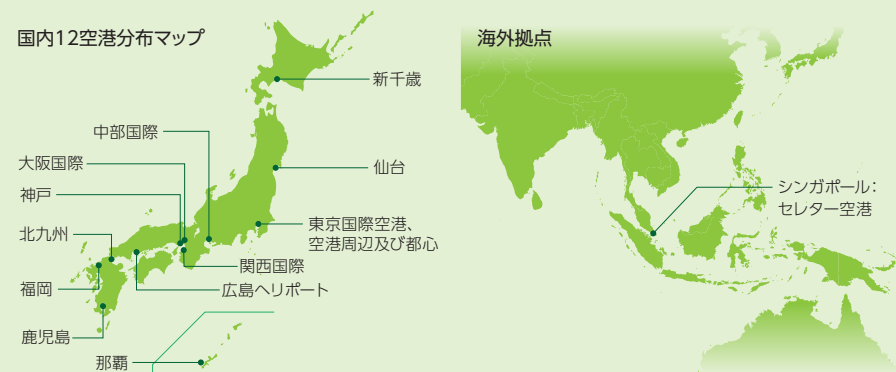 国内12空港分布マップ
新千歳
中部国際
大阪国際
仙台
神戸
東京国際空港、
空港周辺及び都心
北九州
関西国際
福岡
広島ヘリポート
鹿児島
那覇
海外拠点
シンガポール：
セレター空港